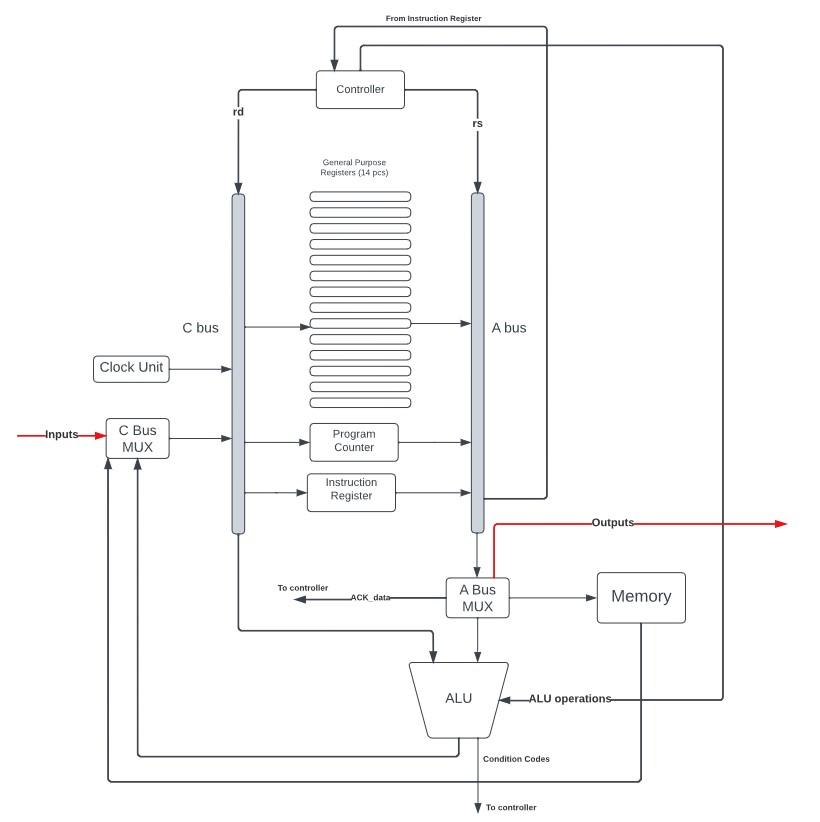 From Instruction Register
Controller
rd
rs
General Purpose
Registers (14 pcs)
C bus
A bus
Clock Unit
Inputs
C Bus
MUX
Program
Counter
Instruction
Register
Outputs
To controller
ACK_data
A Bus
MUX
Memory
ALU
ALU operations
Condition Codes
To controller